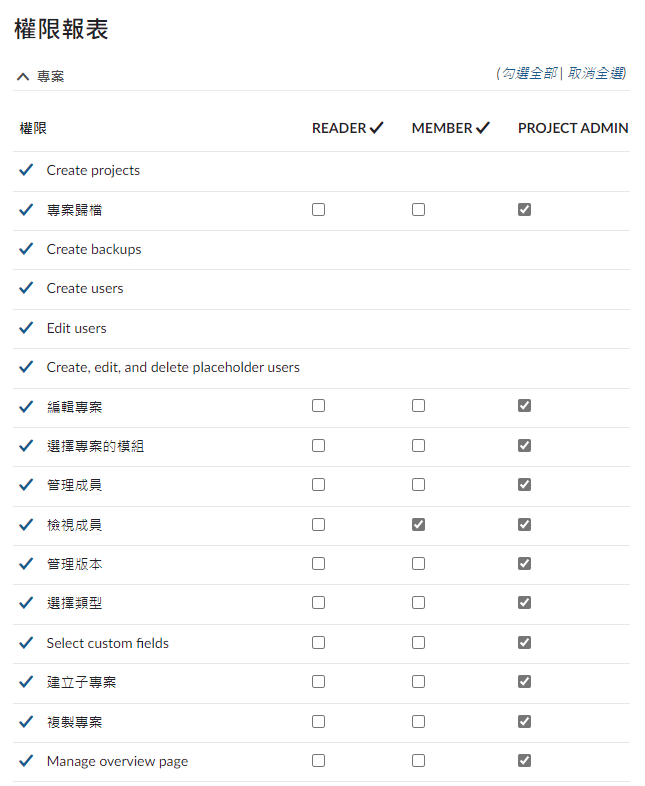 權限報表
專案 (勾選全部 | 取消全選)
權限 READER MEMBER PROJECT ADMIN
Create projects
專案歸檔
Create backups
Create users
Edit users
Create, edit, and delete placeholder users
編輯專案
選擇專案的模組
管理成員
檢視成員
管理版本
選擇類型
Select custom fields
建立子專案
複製專案
Manage overview page